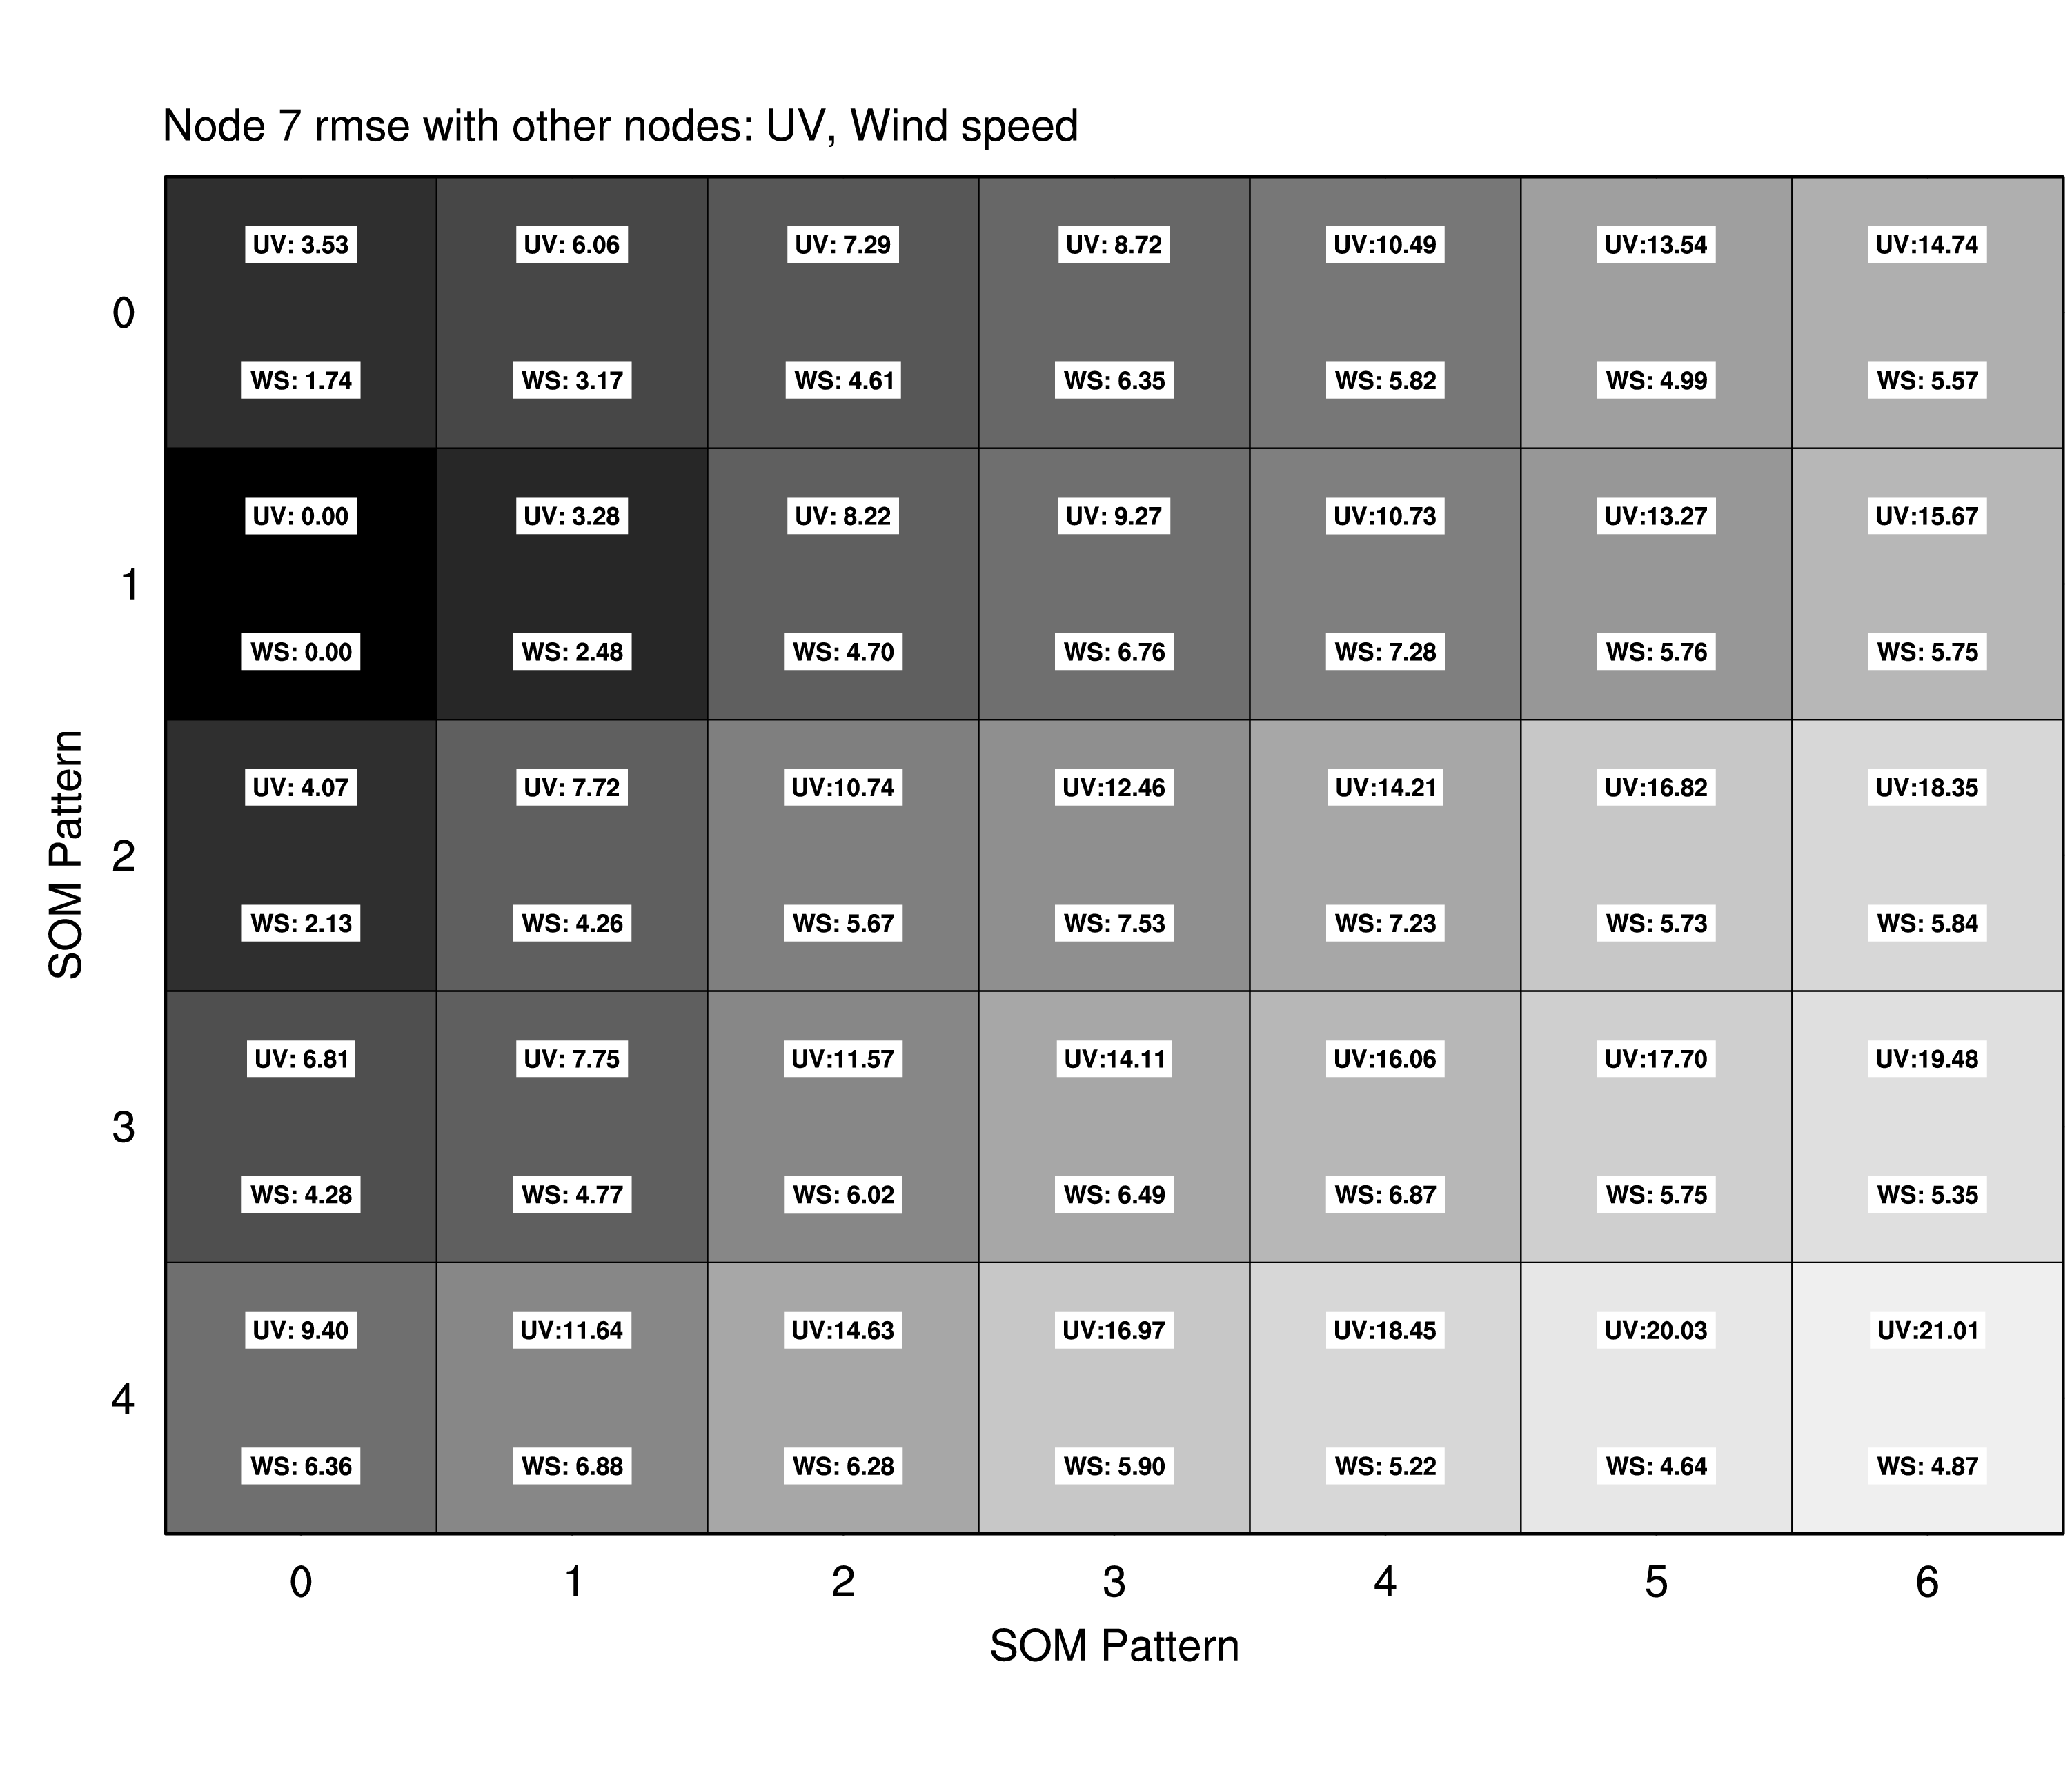 Node 7 rmse with other nodes: UV, Wind speed
UV: 3.53 UV: 6.06 UV: 7.29 UV: 8.72 UV:10.49 UV:13.54 UV:14.74
0
WS: 1.74 WS: 3.17 WS: 4.61 WS: 6.35 WS: 5.82 WS: 4.99 WS: 5.57
UV: 0.00 UV: 3.28 UV: 8.22 UV: 9.27 UV:10.73 UV:13.27 UV:15.67
1
WS: 0.00 WS: 2.48 WS: 4.70 WS: 6.76 WS: 7.28 WS: 5.76 WS: 5.75
SOM Pattern
UV: 4.07 UV: 7.72 UV:10.74 UV:12.46 UV:14.21 UV:16.82 UV:18.35
2
WS: 2.13 WS: 4.26 WS: 5.67 WS: 7.53 WS: 7.23 WS: 5.73 WS: 5.84
UV: 6.81 UV: 7.75 UV:11.57 UV:14.11 UV:16.06 UV:17.70 UV:19.48
3
WS: 4.28 WS: 4.77 WS: 6.02 WS: 6.49 WS: 6.87 WS: 5.75 WS: 5.35
UV: 9.40 UV:11.64 UV:14.63 UV:16.97 UV:18.45 UV:20.03 UV:21.01
4
WS: 6.36 WS: 6.88 WS: 6.28 WS: 5.90 WS: 5.22 WS: 4.64 WS: 4.87
0 1 2 3 4 5 6
SOM Pattern